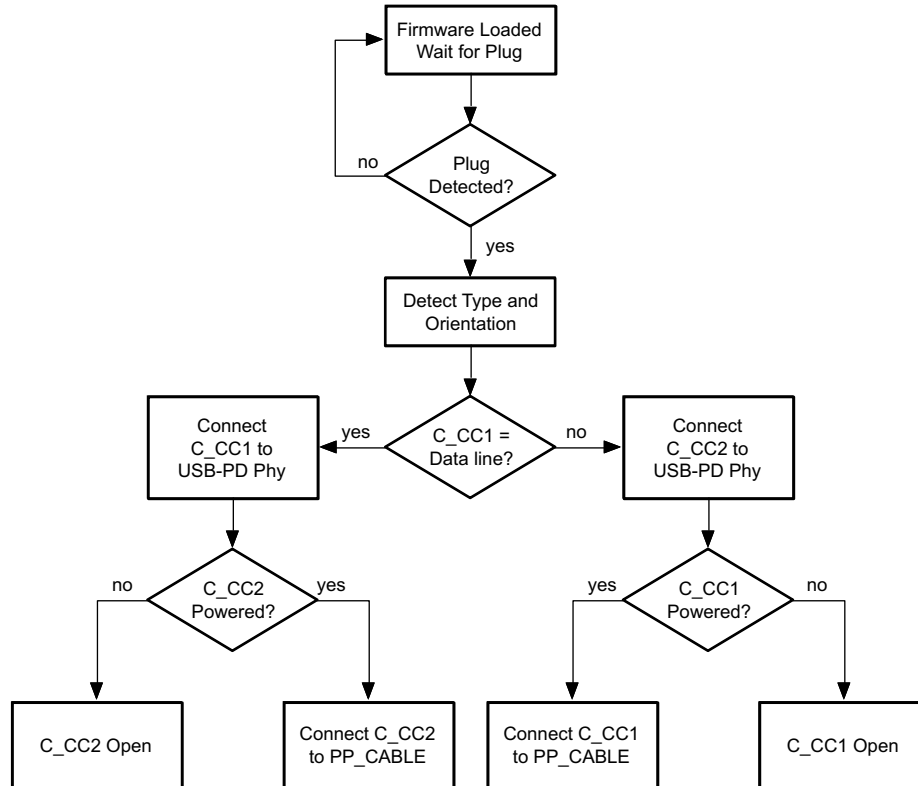 Firmware Loaded
Wait for Plug
no
Plug
Detected?
yes
Detect Type and
Orientation
Connect
C_CC1 to
USB-PD Phy
yes
C_CC1 =
Data line?
no
Connect
C_CC2 to
USB-PD Phy
no
C_CC2
Powered?
yes
yes
C_CC1
Powered?
no
C_CC2 Open
Connect C_CC2
to PP_CABLE
Connect C_CC1
to PP_CABLE
C_CC1 Open